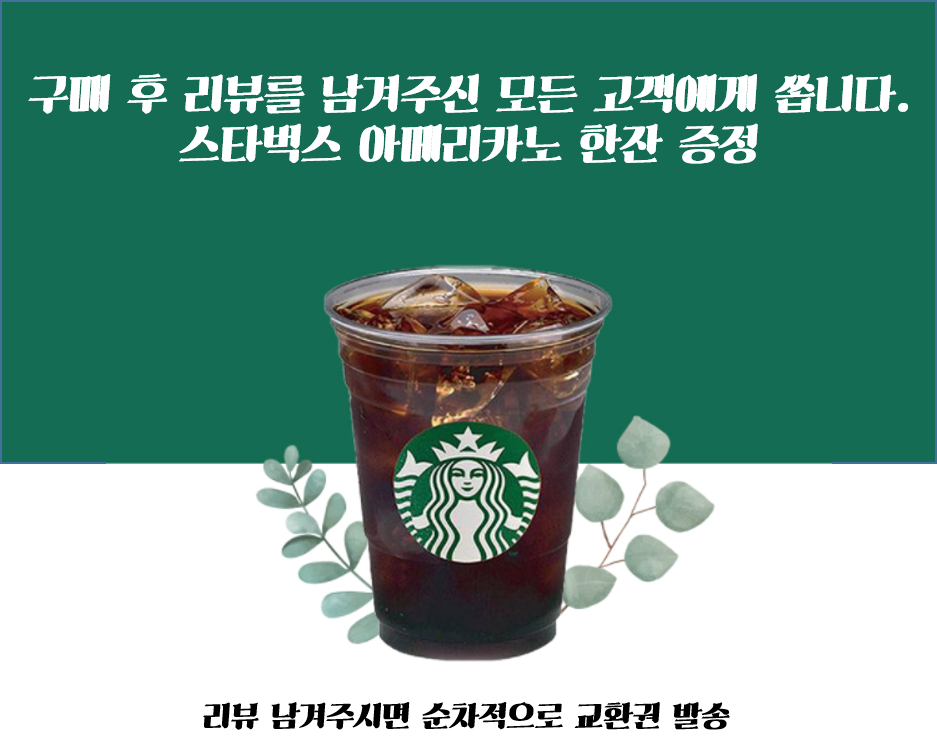 구매 후 리뷰를 남겨주신 모든 고객에게 쏩니다.
스타벅스 아메리카노 한잔 증정
리뷰 남겨주시면 순차적으로 교환권 발송